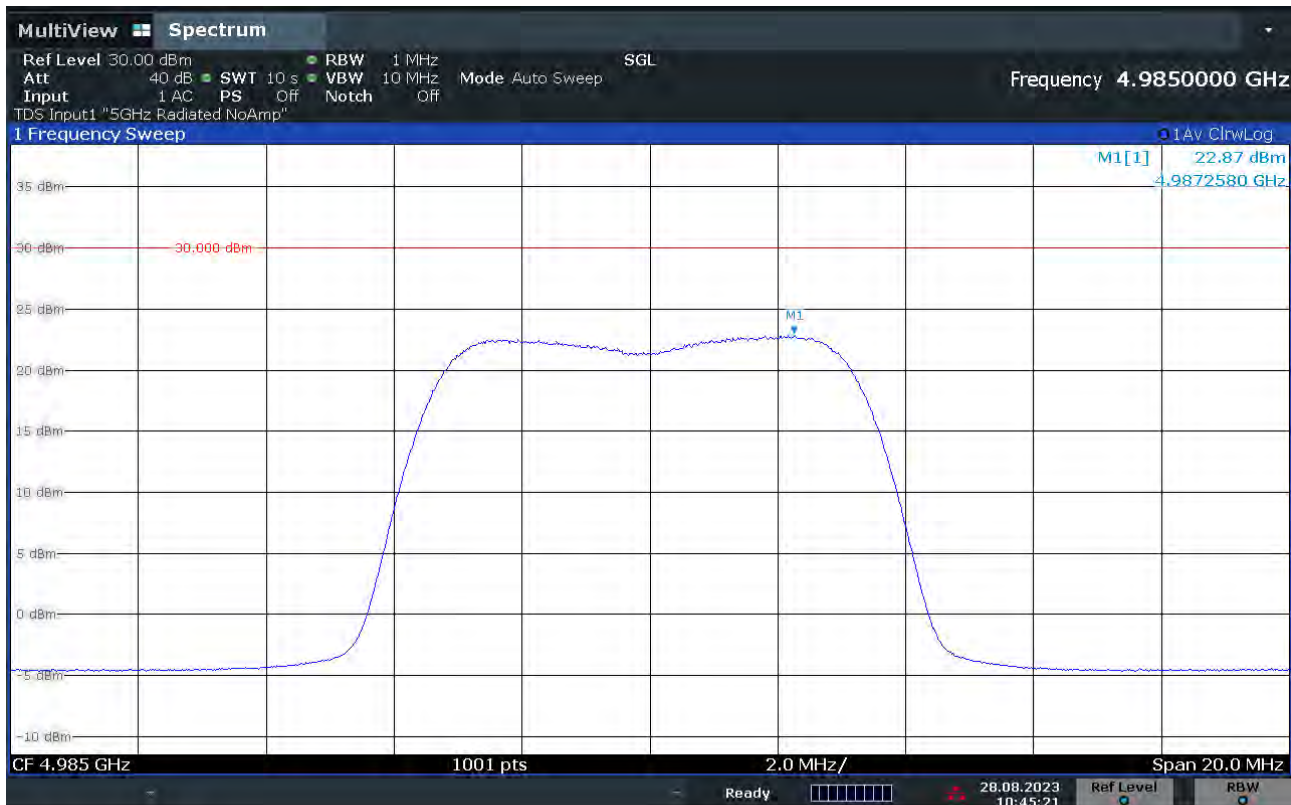 MultiView Spectrum
Ref Level 30.00 dBm RBW 1 MHz SGL
Att 40 dB SWT 10 s VBW 10 MHz Mode Auto Sweep Frequency 4.9850000 GHz
Input 1 AC PS Off Notch Off
TDS Input1 "5GHz Radiated NoAmp"
1 Frequency Sweep 1Av ClrwLog
M1[1] 22.87 dBm
4.9872580 GHz
35 dBm
30 dBm 30.000 dBm
25 dBm
M1
20 dBm
15 dBm
10 dBm
5 dBm
0 dBm
-5 dBm
-10 dBm
CF 4.985 GHz 1001 pts 2.0 MHz/ Span 20.0 MHz
Ready 28.08.2023 Ref Level RBW
10:45:21